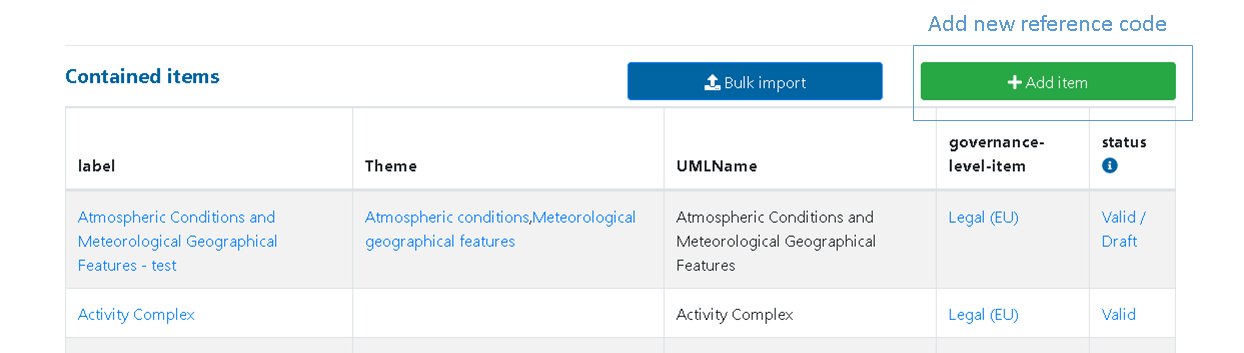 Add new reference code
Contained items
Bulk import
Add item
label
Theme
UMLName
governance-
level-item
status
Atmospheric Conditions and
Meteorological Geographical
Features - test
Atmospheric conditions,Meteorological
geographical features
Atmospheric Conditions and
Meteorological Geographical
Features
Legal (EU)
Valid /
Draft
Activity Complex
Activity Complex
Legal (EU)
Valid